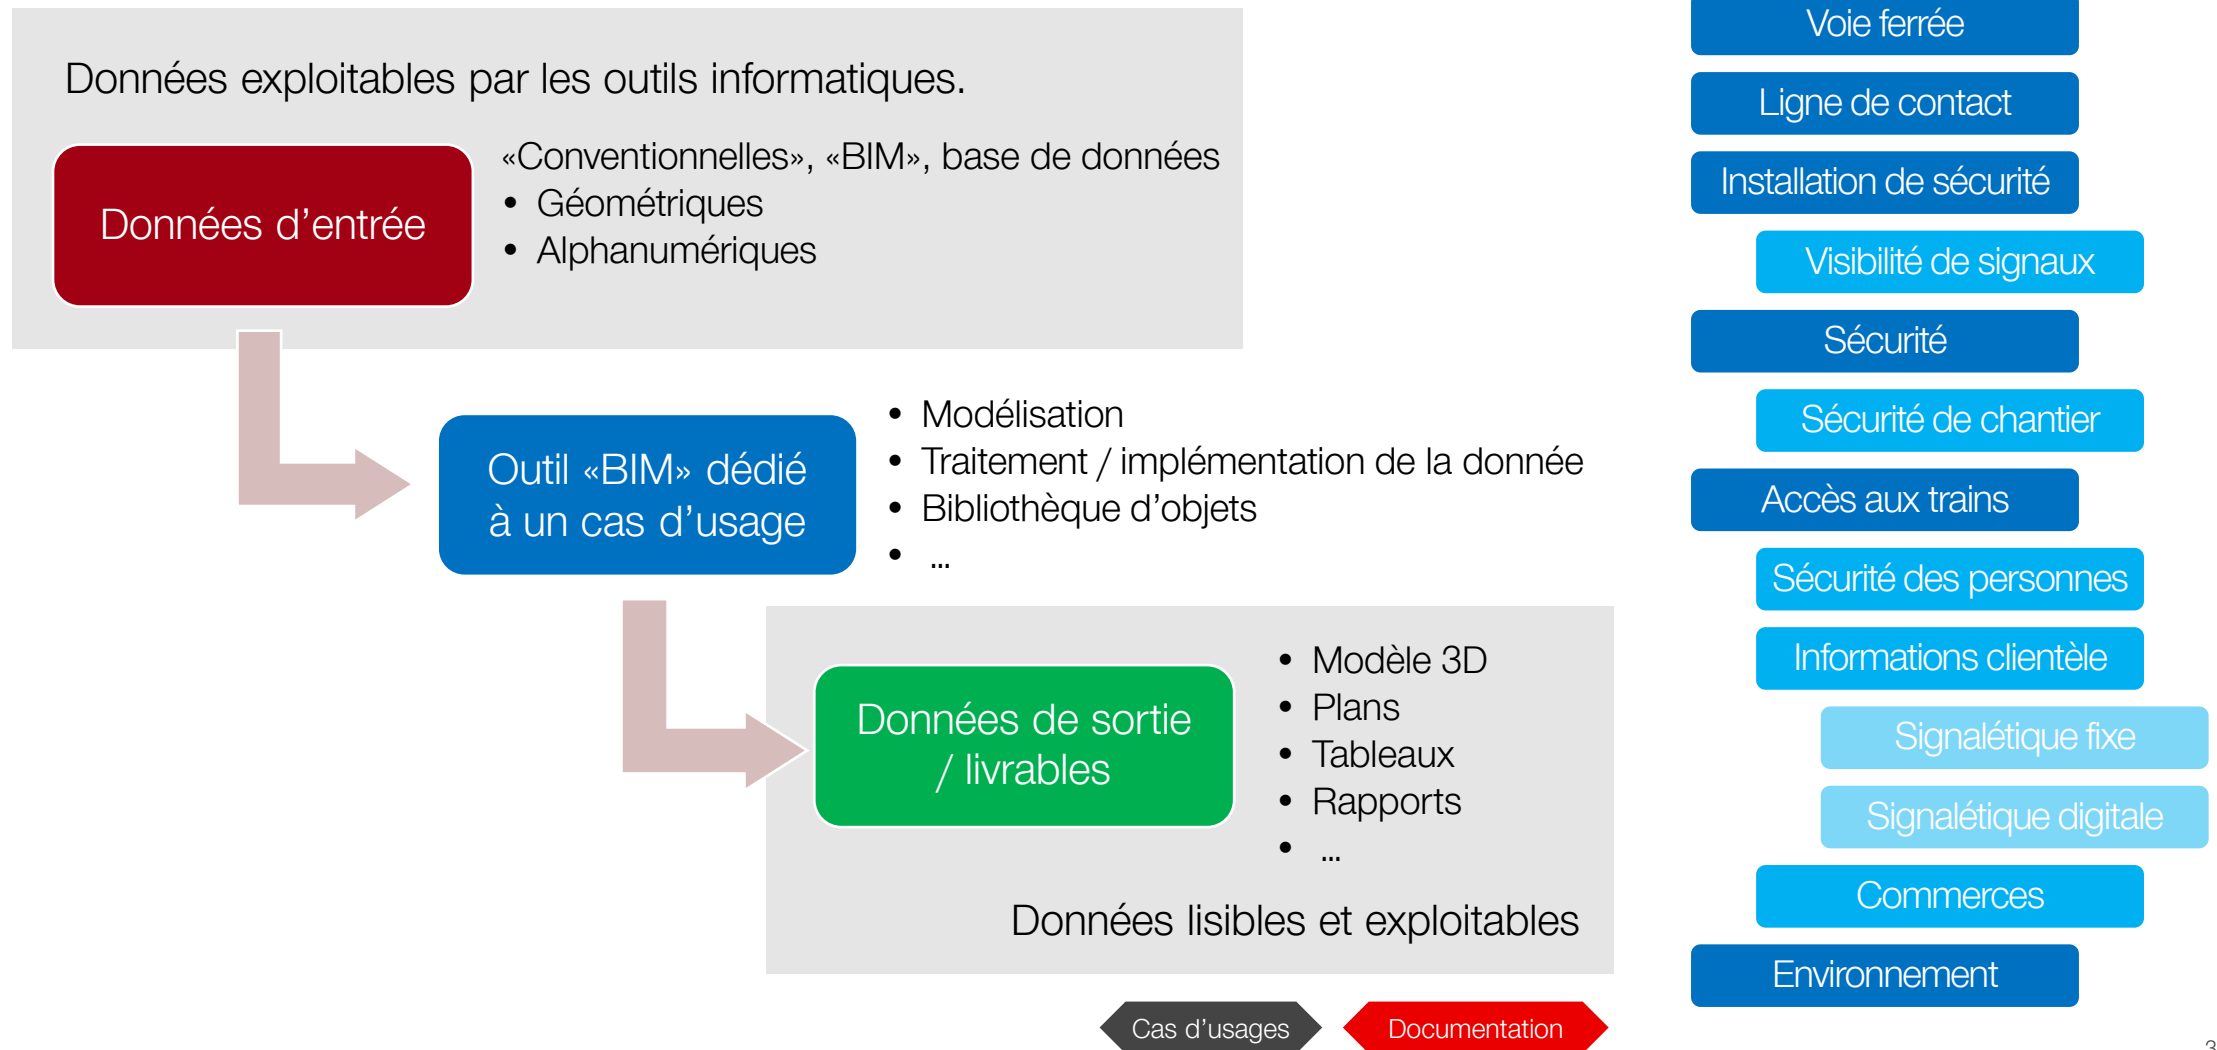 Données exploitables par les outils informatiques.
Données d’entrée
«Conventionnelles», «BIM», base de données
• Géométriques
• Alphanumériques
Outil «BIM» dédié
à un cas d’usage
• Modélisation
• Traitement / implémentation de la donnée
• Bibliothèque d’objets
• ...
Données de sortie
/ livrables
• Modèle 3D
• Plans
• Tableaux
• Rapports
• ...
Données lisibles et exploitables
Cas d’usages
Documentation
Voie ferrée
Ligne de contact
Installation de sécurité
Visibilité de signaux
Sécurité
Sécurité de chantier
Accès aux trains
Sécurité des personnes
Informations clientèle
Signalétique fixe
Signalétique digitale
Commerces
Environnement